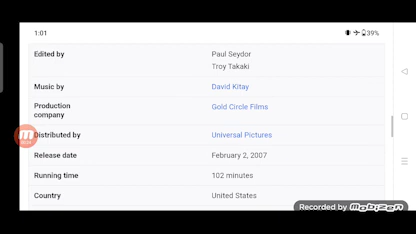 1:01
39%
Edited by
Paul Seydor
Troy Takaki
Music by
David Kitay
Production
company
Gold Circle Films
Distributed by
Universal Pictures
Release date
February 2, 2007
Running time
102 minutes
Country
United States
Recorded by Mobizen